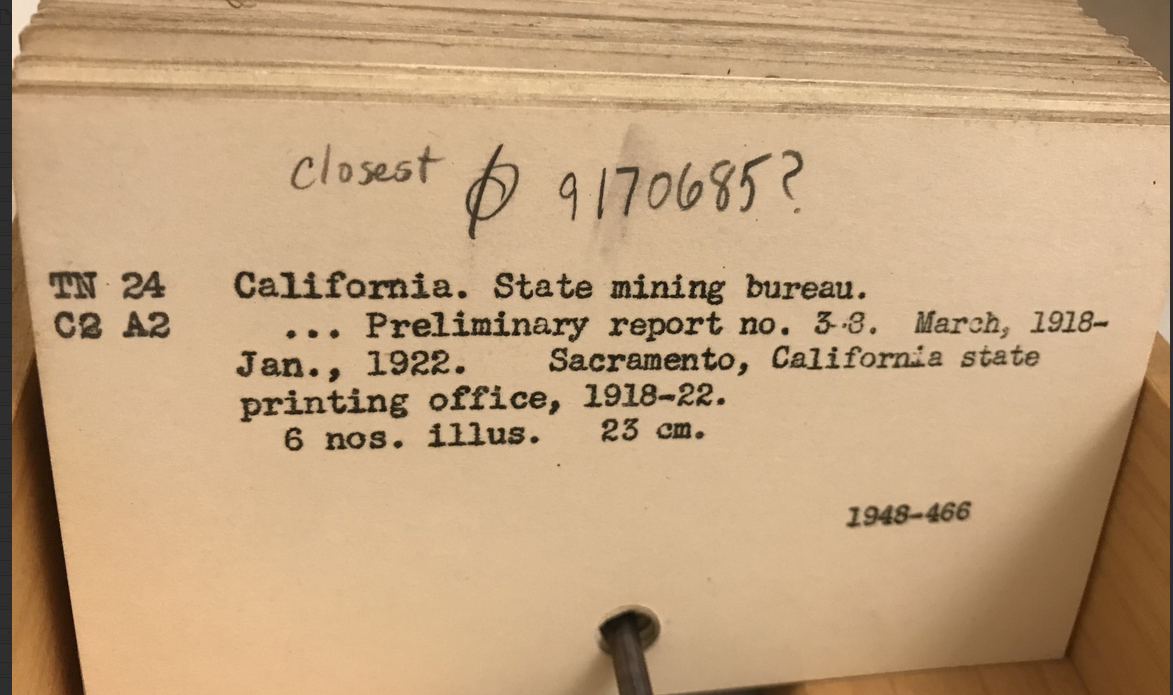 closest ϕ 9170685?
TN 24 California. State mining bureau.
C2 A2 ... Preliminary report no. 3-8. March, 1918-
Jan., 1922. Sacramento, California state
printing office, 1918-22.
6 nos. illus. 23 cm.
1948-466